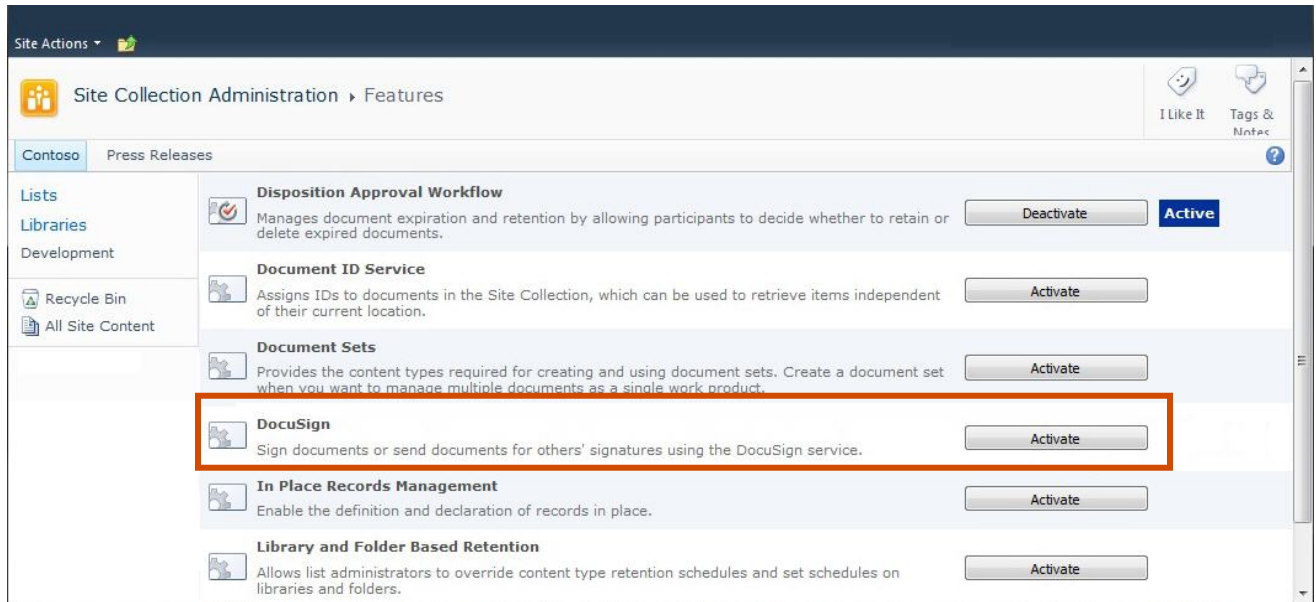 Site Actions
Site Collection Administration ▸ Features
I Like It
Tags &
Notes
Contoso
Press Releases
Lists
Libraries
Development
Recycle Bin
All Site Content
Disposition Approval Workflow
Manages document expiration and retention by allowing participants to decide whether to retain or
delete expired documents.
Deactivate
Active
Document ID Service
Assigns IDs to documents in the Site Collection, which can be used to retrieve items independent
of their current location.
Activate
Document Sets
Provides the content types required for creating and using document sets. Create a document set
when you want to manage multiple documents as a single work product.
Activate
DocuSign
Sign documents or send documents for others' signatures using the DocuSign service.
Activate
In Place Records Management
Enable the definition and declaration of records in place.
Activate
Library and Folder Based Retention
Allows list administrators to override content type retention schedules and set schedules on
libraries and folders.
Activate